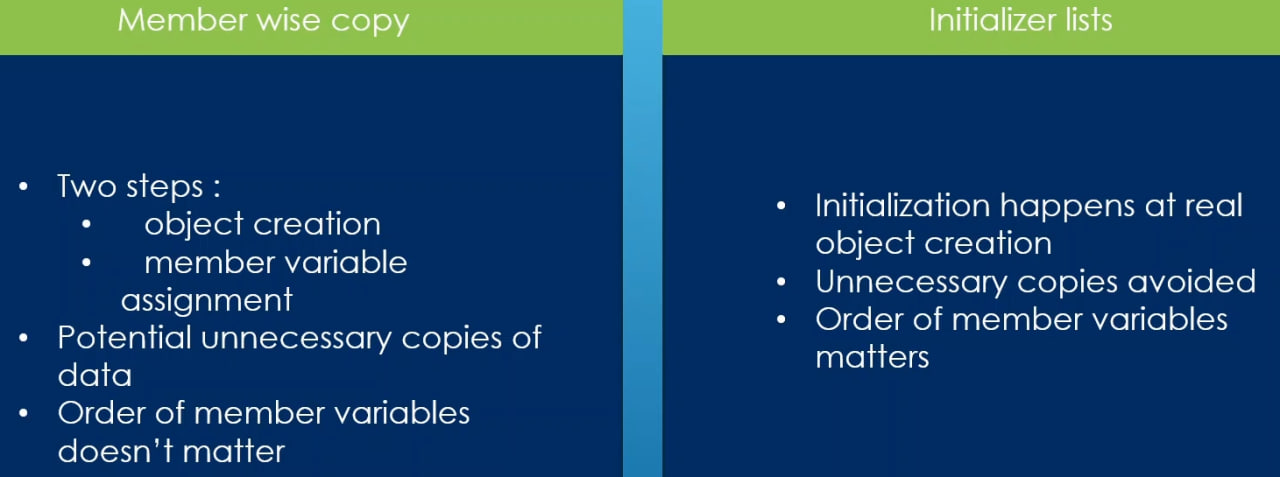 Member wise copy
• Two steps :
• object creation
• member variable
assignment
• Potential unnecessary copies of
data
• Order of member variables
doesn't matter
Initializer lists
• Initialization happens at real
object creation
• Unnecessary copies avoided
• Order of member variables
matters